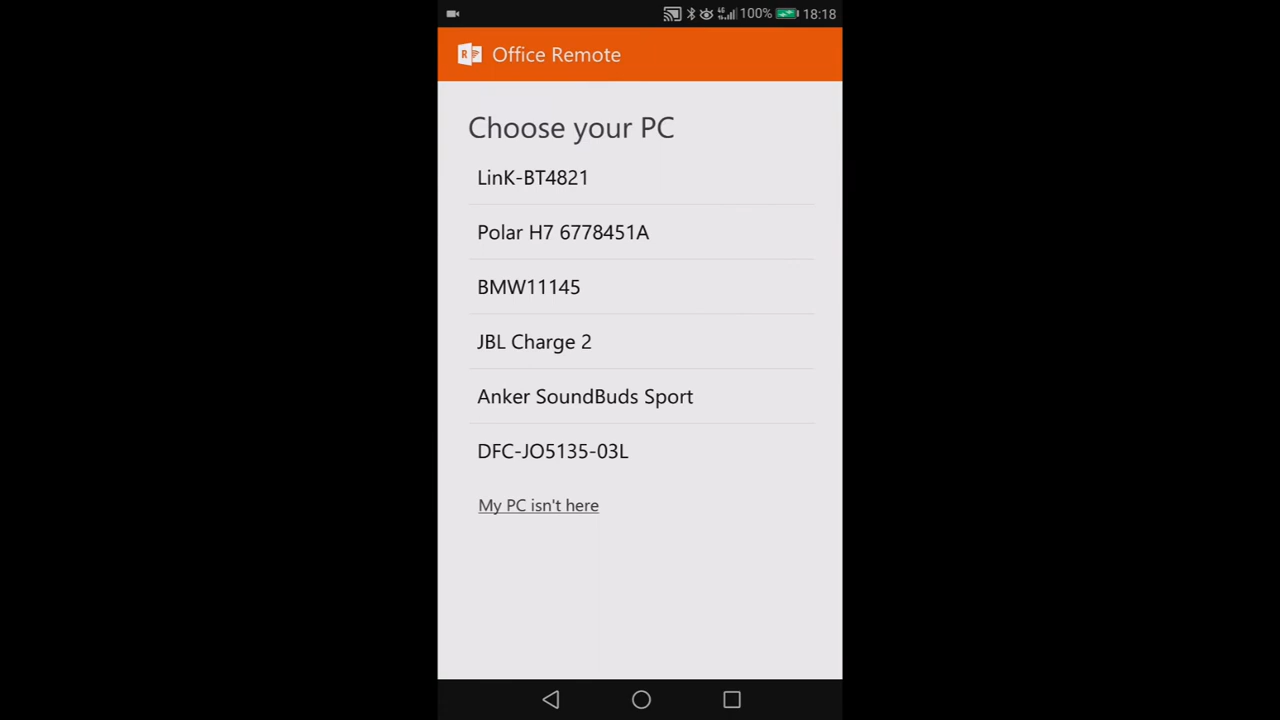 100% 18:18
Office Remote
Choose your PC
LinK-BT4821
Polar H7 6778451A
BMW11145
JBL Charge 2
Anker SoundBuds Sport
DFC-JO5135-03L
My PC isn't here